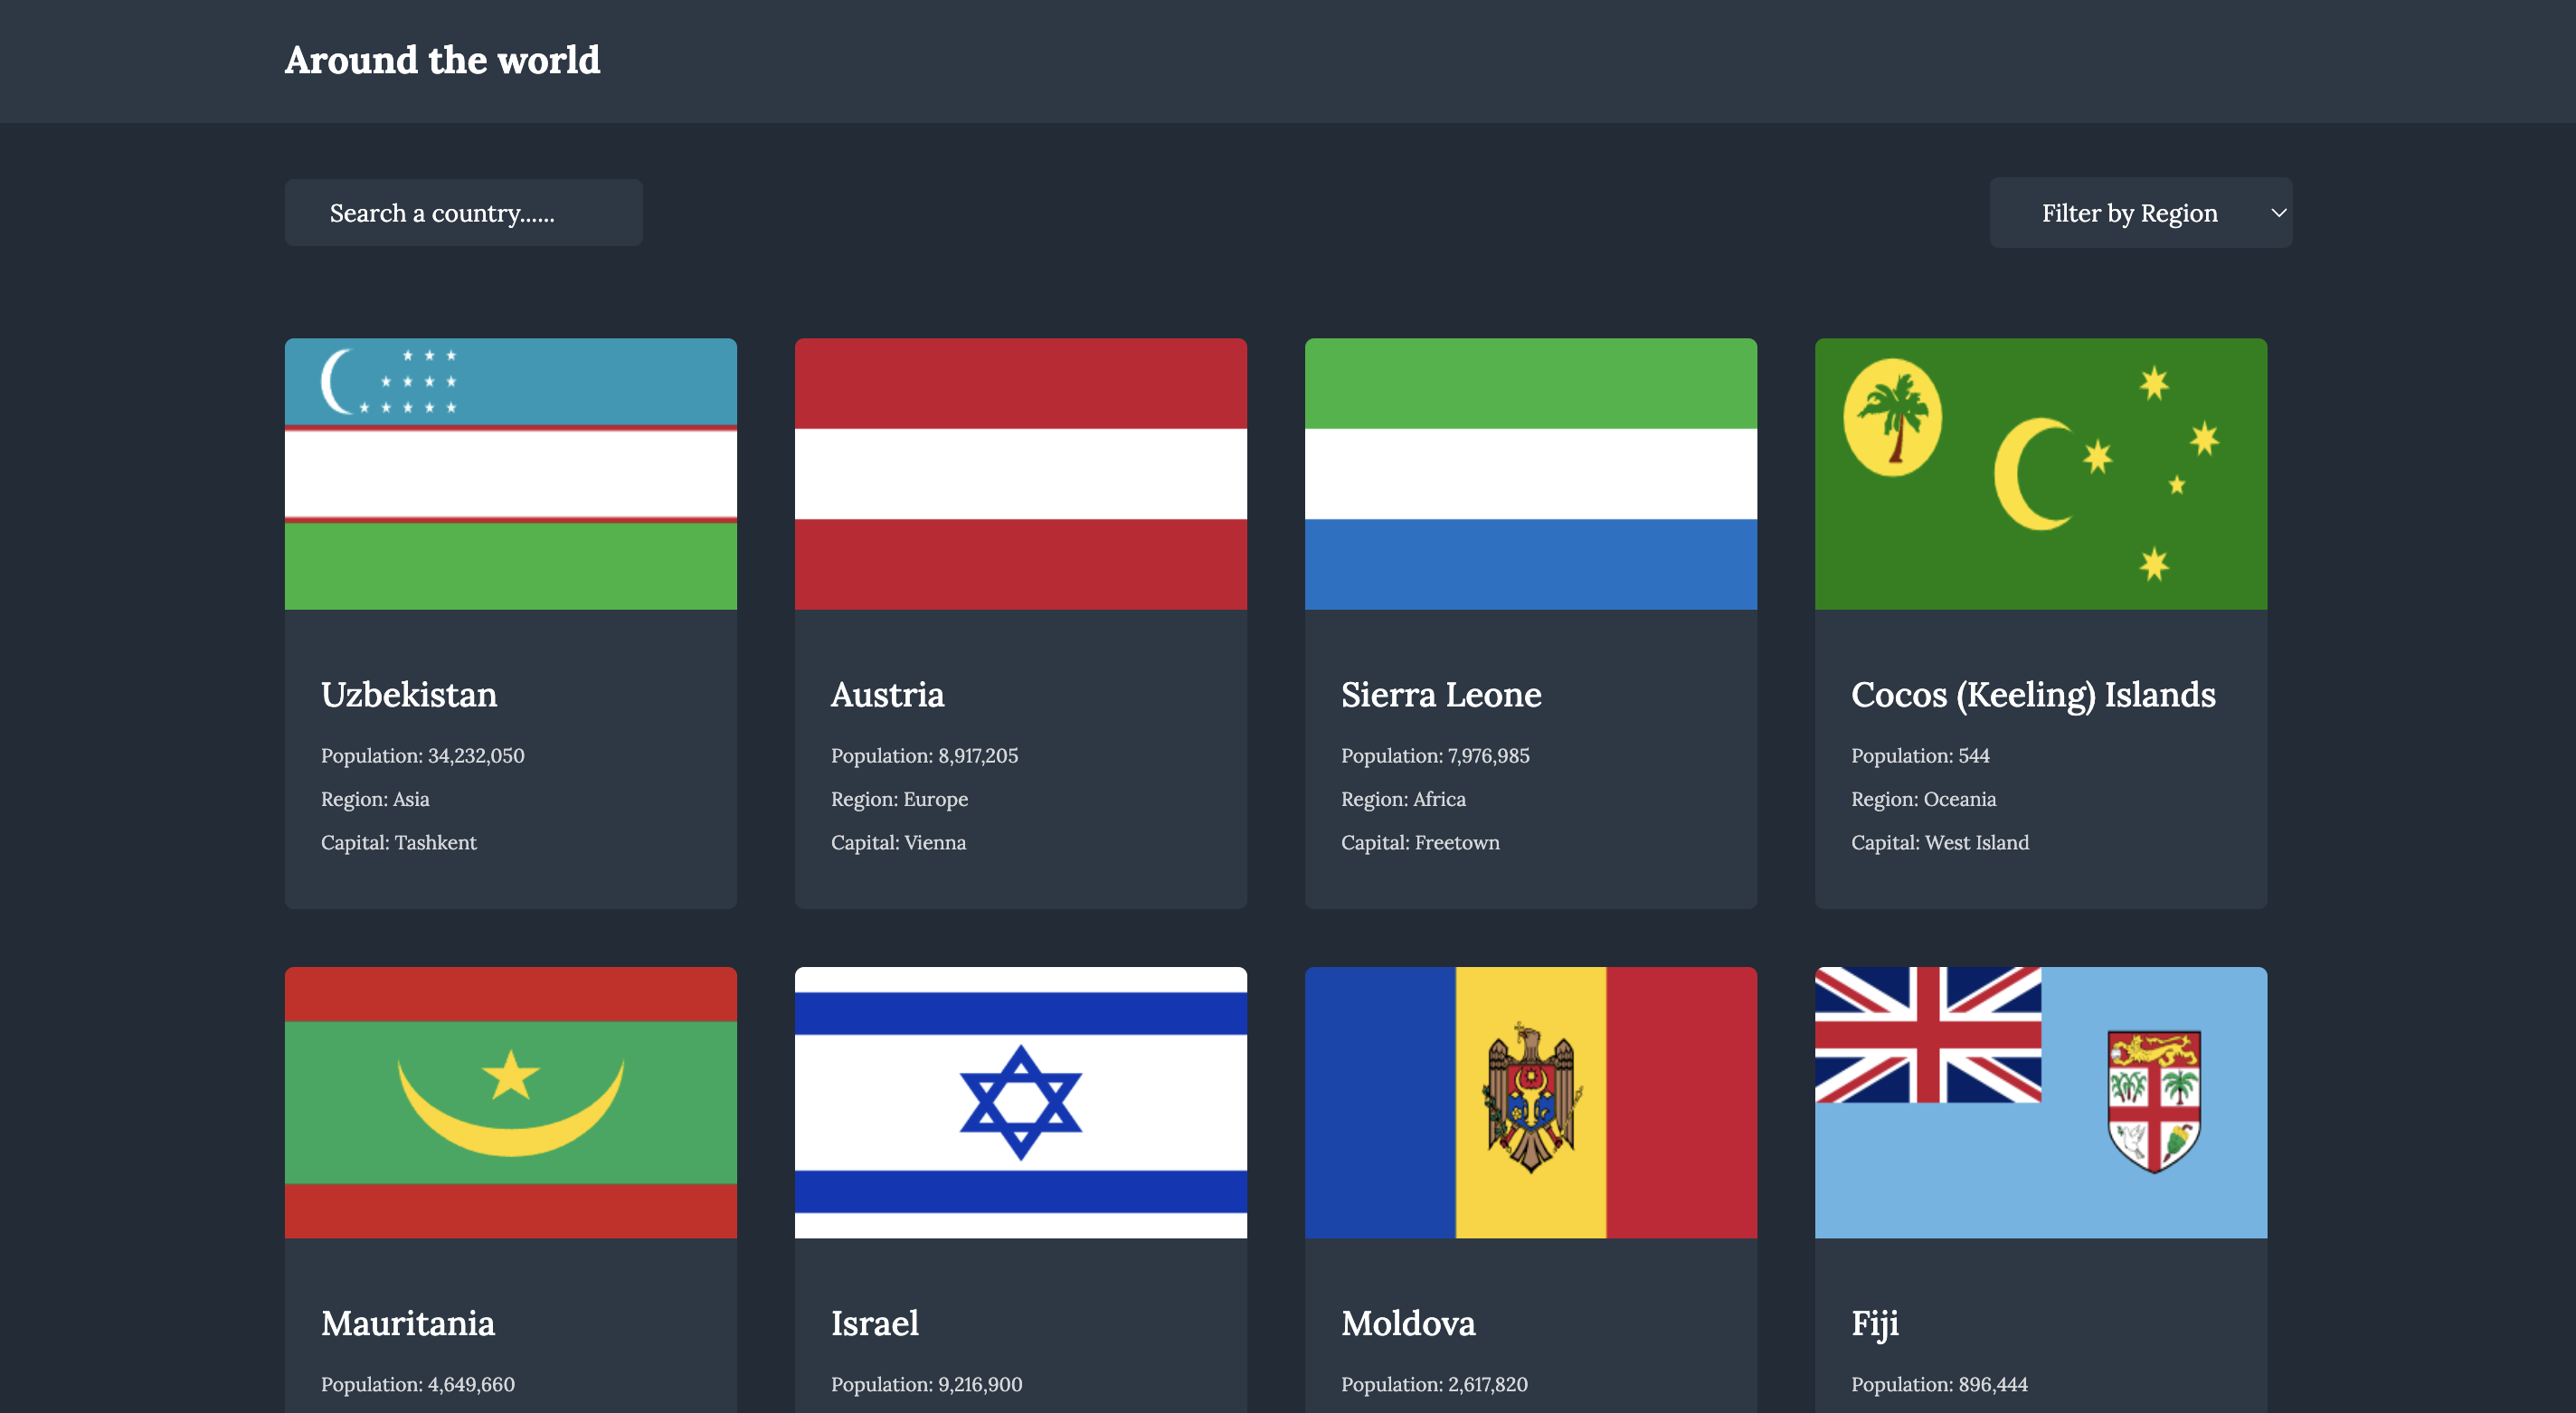 Around the world
Search a country......
Filter by Region
Uzbekistan
Population: 34,232,050
Region: Asia
Capital: Tashkent
Austria
Population: 8,917,205
Region: Europe
Capital: Vienna
Sierra Leone
Population: 7,976,985
Region: Africa
Capital: Freetown
Cocos (Keeling) Islands
Population: 544
Region: Oceania
Capital: West Island
Mauritania
Population: 4,649,660
Israel
Population: 9,216,900
Moldova
Population: 2,617,820
Fiji
Population: 896,444